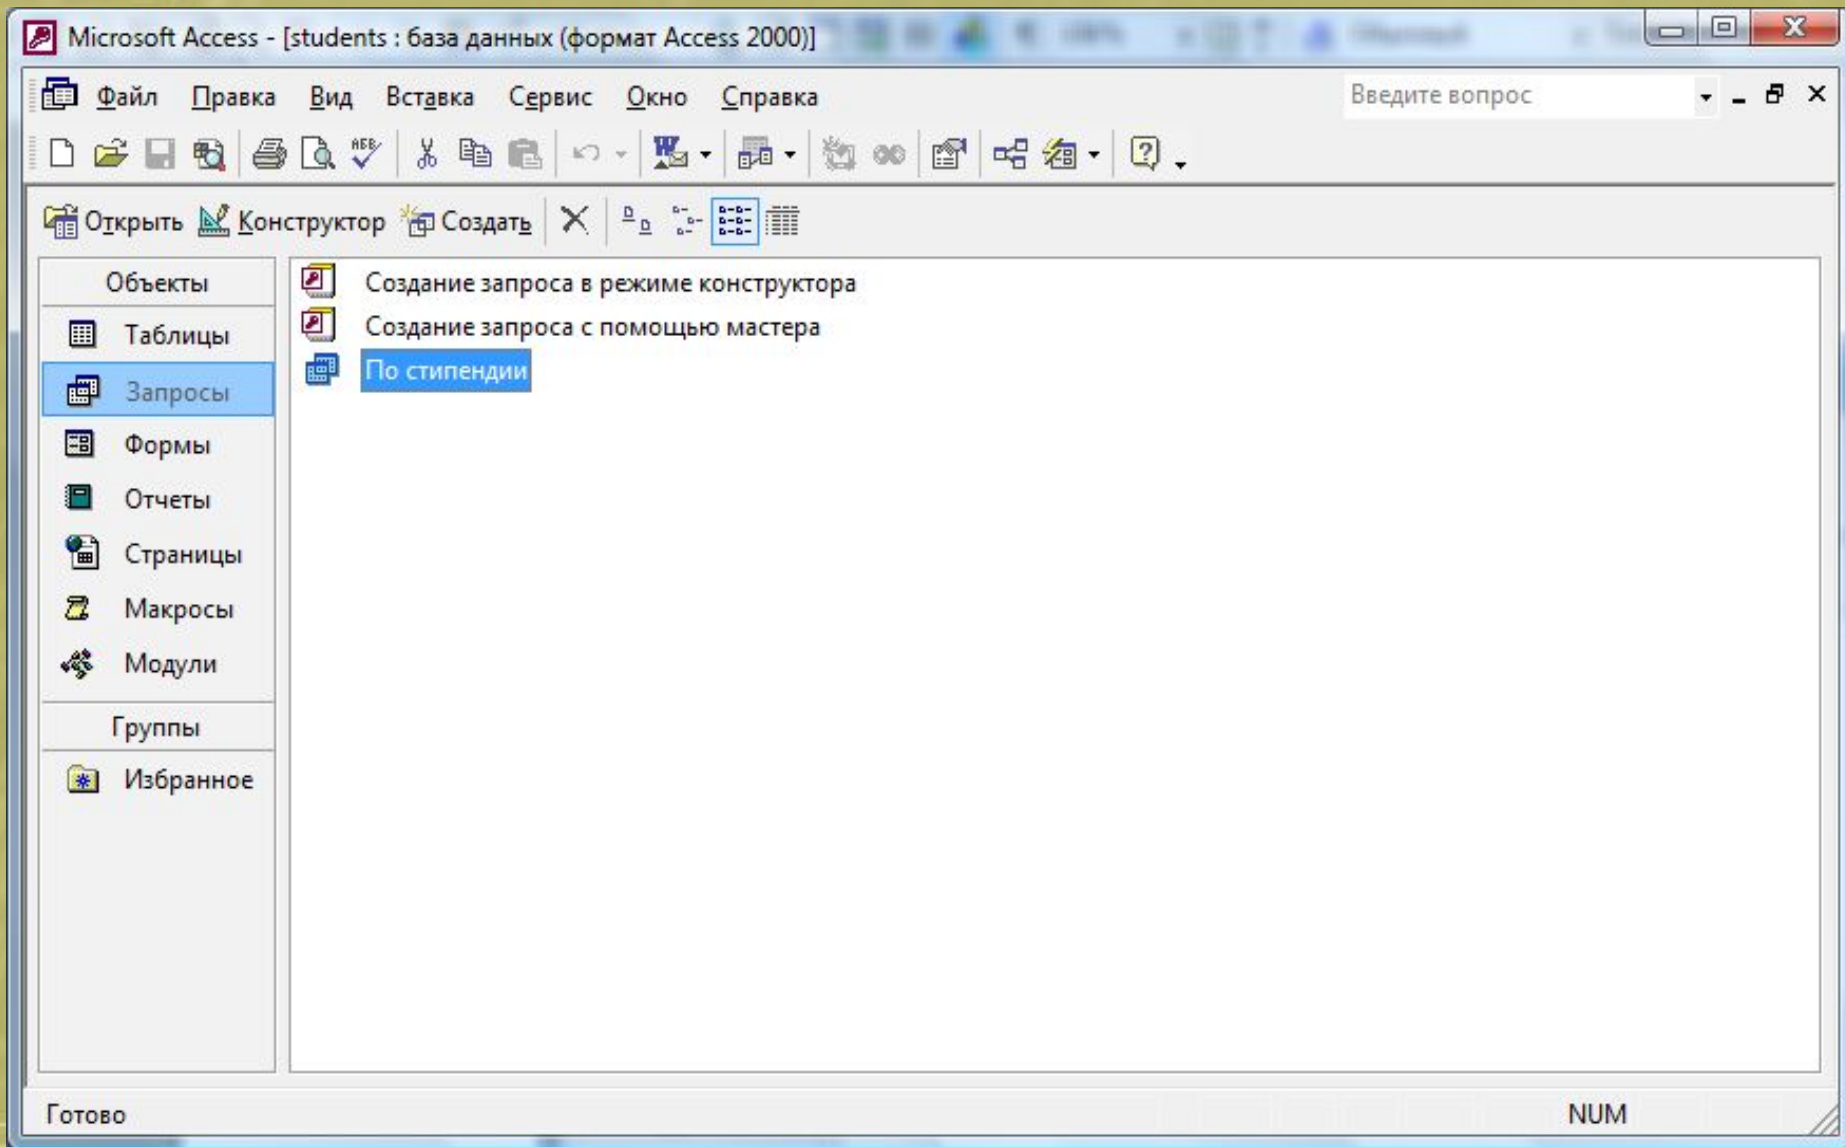 Microsoft Access - [students : база данных (формат Access 2000)]
Файл Правка Вид Вставка Сервис Окно Справка Введите вопрос
Открыть Конструктор Создать
Объекты
Таблицы
Запросы
Формы
Отчеты
Страницы
Макросы
Модули
Группы
Избранное
Создание запроса в режиме конструктора
Создание запроса с помощью мастера
По стипендии
Готово NUM